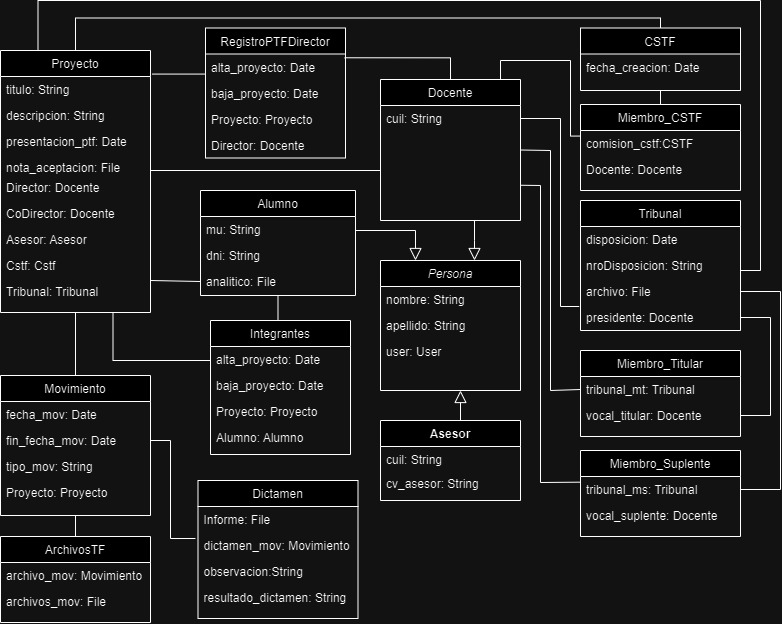 Proyecto
titulo: String
descripcion: String
presentacion_ptf: Date
nota_aceptacion: File
Director: Docente
CoDirector: Docente
Asesor: Asesor
Cstf: Cstf
Tribunal: Tribunal
RegistroPTFDirector
alta_proyecto: Date
baja_proyecto: Date
Proyecto: Proyecto
Director: Docente
Docente
cuil: String
CSTF
fecha_creacion: Date
Miembro_CSTF
comision_cstf:CSTF
Docente: Docente
Alumno
mu: String
dni: String
analitico: File
Persona
nombre: String
apellido: String
user: User
Tribunal
disposicion: Date
nroDisposicion: String
archivo: File
presidente: Docente
Integrantes
alta_proyecto: Date
baja_proyecto: Date
Proyecto: Proyecto
Alumno: Alumno
Miembro_Titular
tribunal_mt: Tribunal
vocal_titular: Docente
Movimiento
fecha_mov: Date
fin_fecha_mov: Date
tipo_mov: String
Proyecto: Proyecto
Asesor
cuil: String
cv_asesor: String
Miembro_Suplente
tribunal_ms: Tribunal
vocal_suplente: Docente
Dictamen
Informe: File
dictamen_mov: Movimiento
observacion:String
resultado_dictamen: String
ArchivosTF
archivo_mov: Movimiento
archivos_mov: File